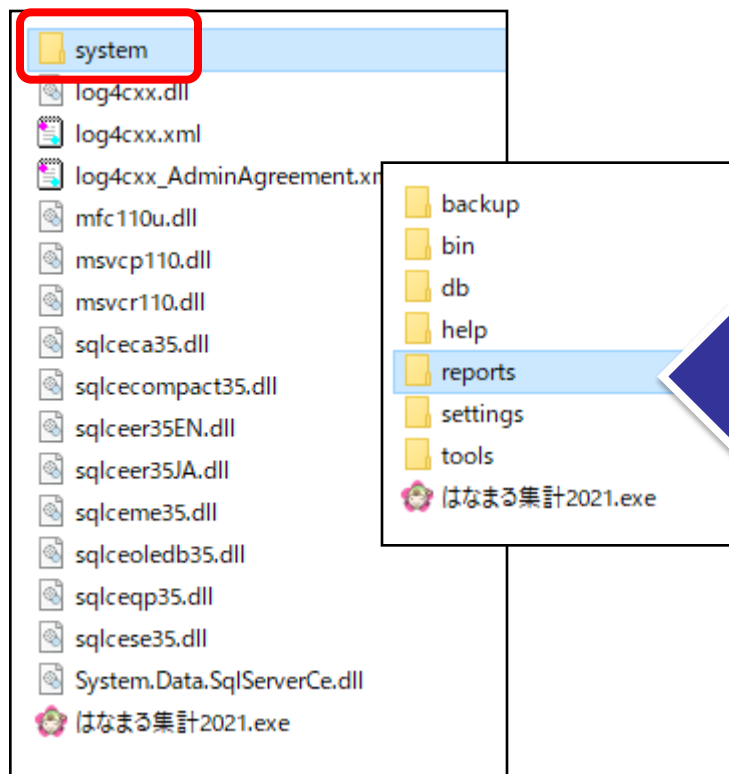 system
log4cxx.dll
log4cxx.xml
log4cxx_AdminAgreement.xm
mfc110u.dll
msvcp110.dll
msvcr110.dll
sqlceca35.dll
sqlcecompact35.dll
sqlceer35EN.dll
sqlceer35JA.dll
sqlceme35.dll
sqlceoledb35.dll
sqlceqp35.dll
sqlcese35.dll
System.Data.SqlServerCe.dll
はなまる集計2021.exe
backup
bin
db
help
reports
settings
tools
はなまる集計2021.exe